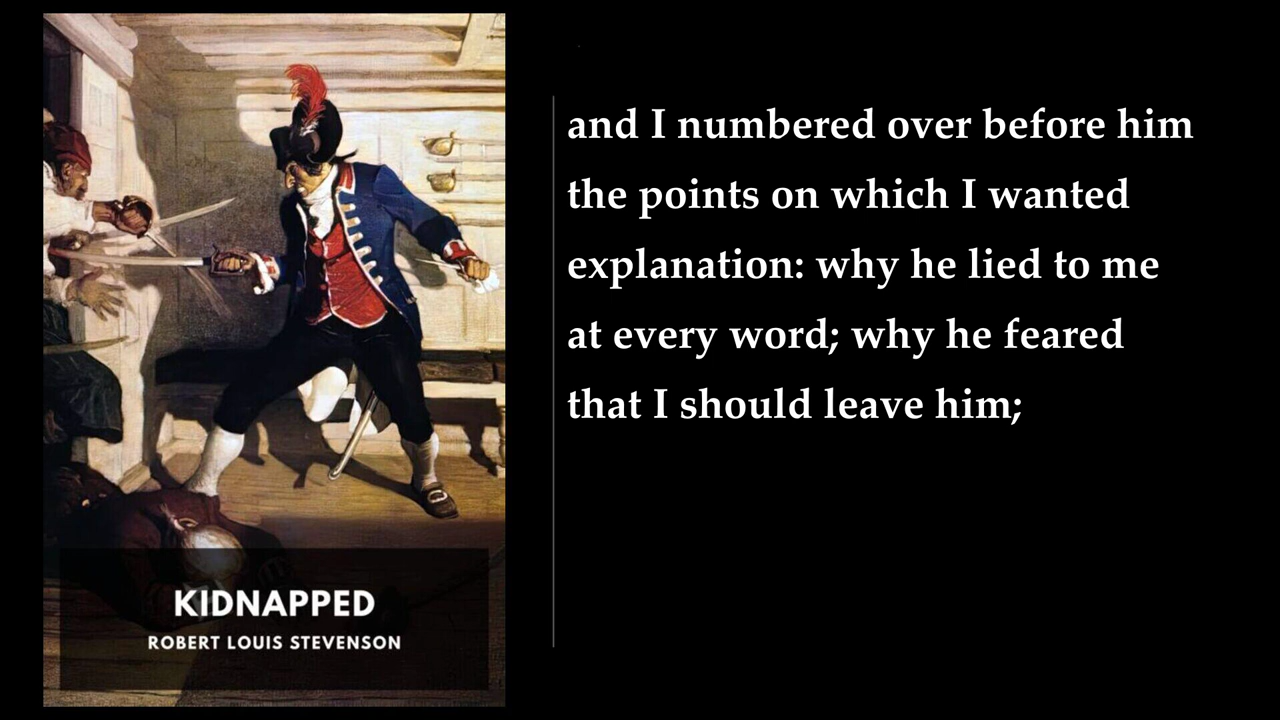 and I numbered over before him
the points on which I wanted
explanation: why he lied to me
at every word; why he feared
that I should leave him;
KIDNAPPED
ROBERT LOUIS STEVENSON